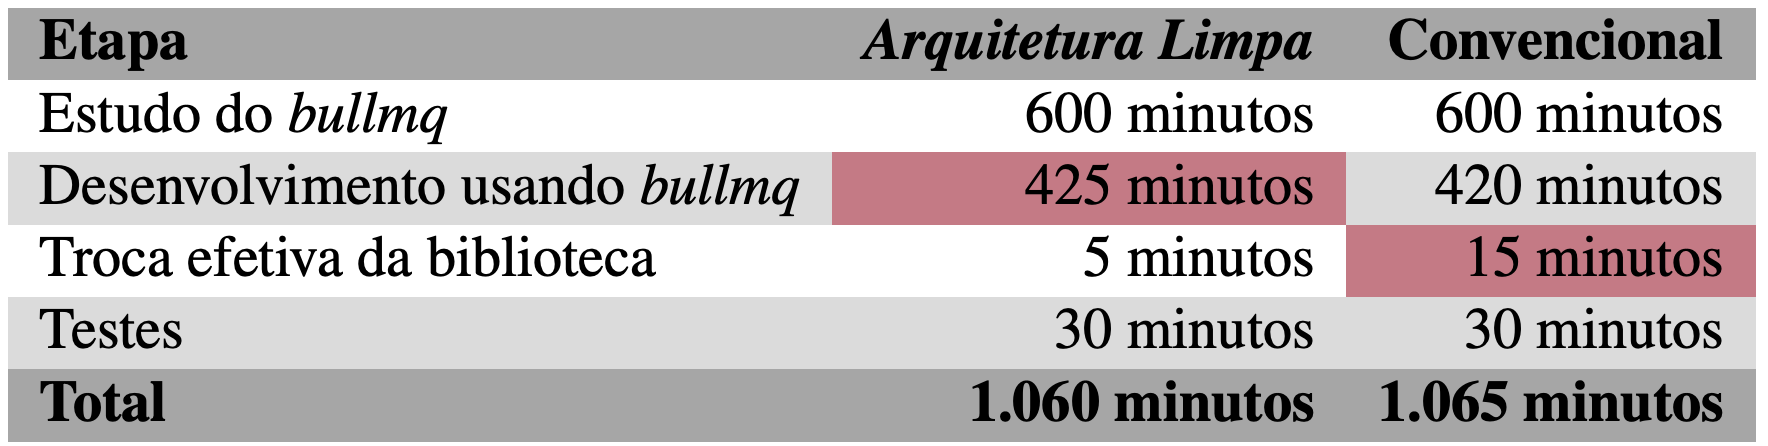 Etapa Arquitetura Limpa Convencional
Estudo do bullmq 600 minutos 600 minutos
Desenvolvimento usando bullmq 425 minutos 420 minutos
Troca efetiva da biblioteca 5 minutos 15 minutos
Testes 30 minutos 30 minutos
Total 1.060 minutos 1.065 minutos